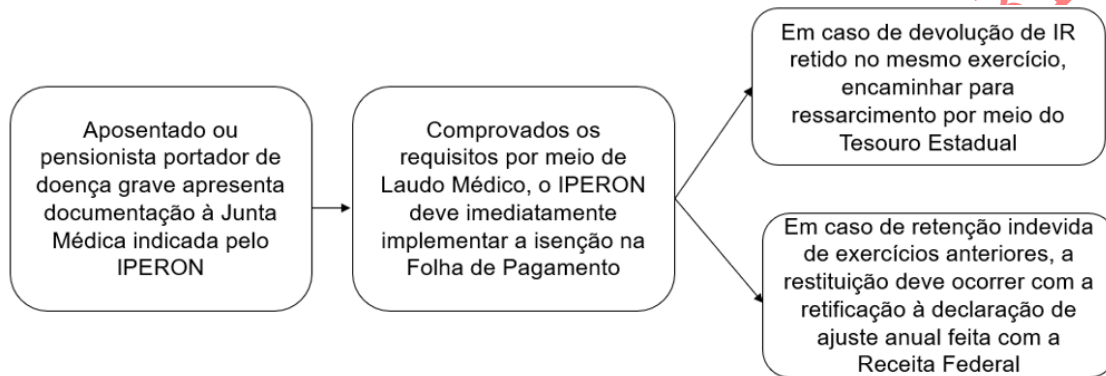 Aposentado ou
pensionista portador de
doença grave apresenta
documentação à Junta
Médica indicada pelo
IPERON
Comprovados os
requisitos por meio de
Laudo Médico, o IPERON
deve imediatamente
implementar a isenção na
Folha de Pagamento
Em caso de devolução de IR
retido no mesmo exercício,
encaminhar para
ressarcimento por meio do
Tesouro Estadual
Em caso de retenção indevida
de exercícios anteriores, a
restituição deve ocorrer com a
retificação à declaração de
ajuste anual feita com a
Receita Federal